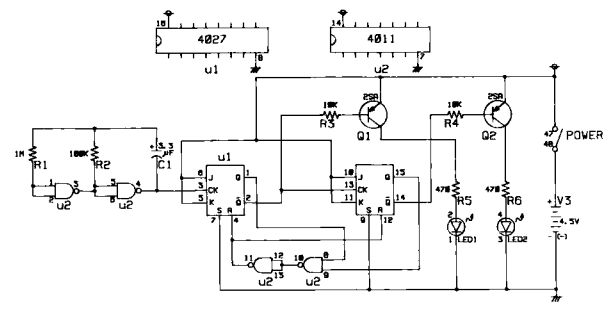 16 14
4027 4011
8 7
u1 u2
2SA 2SA
10K 10K
R3 Q1 R4 Q2
47 POWER
48
1M R1 100K R2 3.3 µF C1
u1
1 2 3 u2 5 6 4 u2
6 J Q 1
3 CK
5 K Q̅ 2
S R
7 4
10 J Q 15
13 CK
11 K Q̅ 14
S R
9 12
470 R5 470 R6
V3
4.5V
(-)
2 1 LED1
4 3 LED2
11 12 13 u2
10 8 9 u2